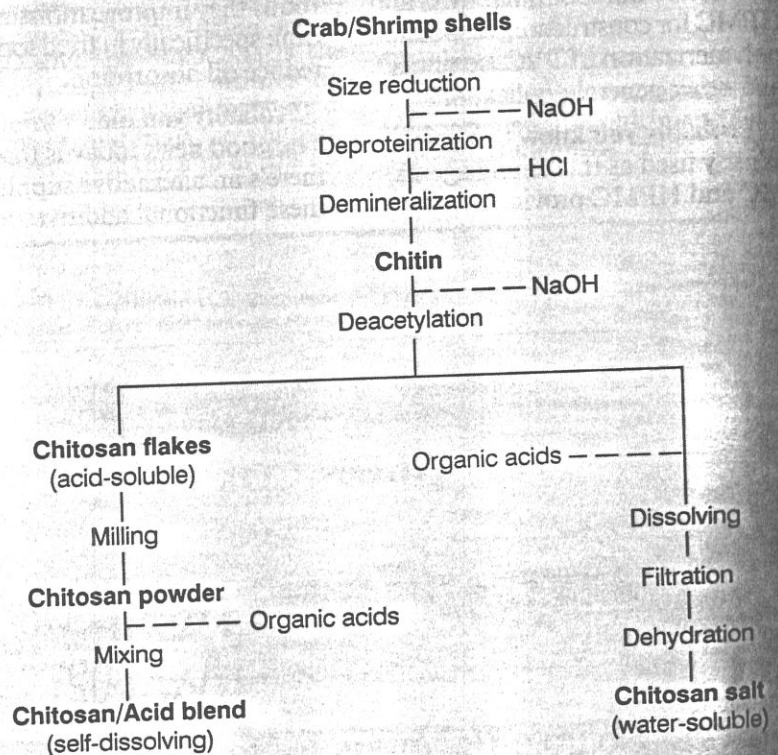 Crab/Shrimp shells
Size reduction
NaOH
Deproteinization
HCl
Demineralization
Chitin
NaOH
Deacetylation
Chitosan flakes
(acid-soluble)
Milling
Chitosan powder
Organic acids
Mixing
Chitosan/Acid blend
(self-dissolving)
Organic acids
Dissolving
Filtration
Dehydration
Chitosan salt
(water-soluble)